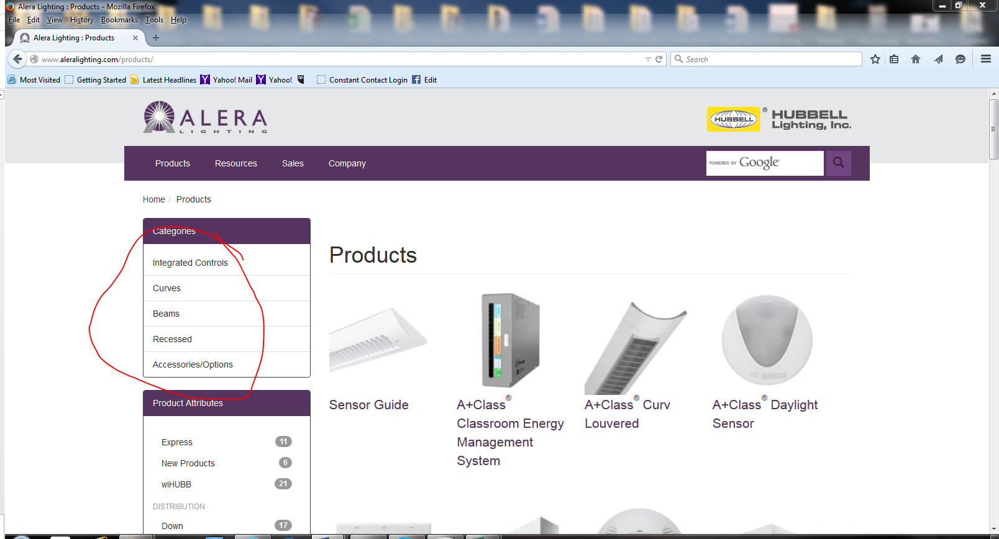 Alera Lighting : Products - Mozilla Firefox
File Edit View History Bookmarks Tools Help
Alera Lighting : Products
www.aleralighting.com/products/
Search
Most Visited Getting Started Latest Headlines Yahoo! Mail Yahoo! Constant Contact Login Edit
ALERA
LIGHTING
HUBBELL ® HUBBELL
Lighting, Inc.
Products Resources Sales Company
POWERED BY Google™
Home / Products
Categories
Integrated Controls
Curves
Beams
Recessed
Accessories/Options
Product Attributes
Express 11
New Products 6
wiHUBB 21
DISTRIBUTION
Down 17
Products
Sensor Guide
A+Class®
Classroom Energy
Management
System
A+Class® Curv
Louvered
A+Class® Daylight
Sensor